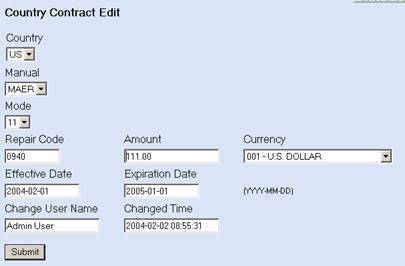 Country Contract Edit
Country
US
Manual
MAER
Mode
11
Repair Code Amount Currency
0940 111.00 001 - U.S. DOLLAR
Effective Date Expiration Date
2004-02-01 2005-01-01 (YYYY-MM-DD)
Change User Name Changed Time
Admin User 2004-02-02 08:55:31
Submit